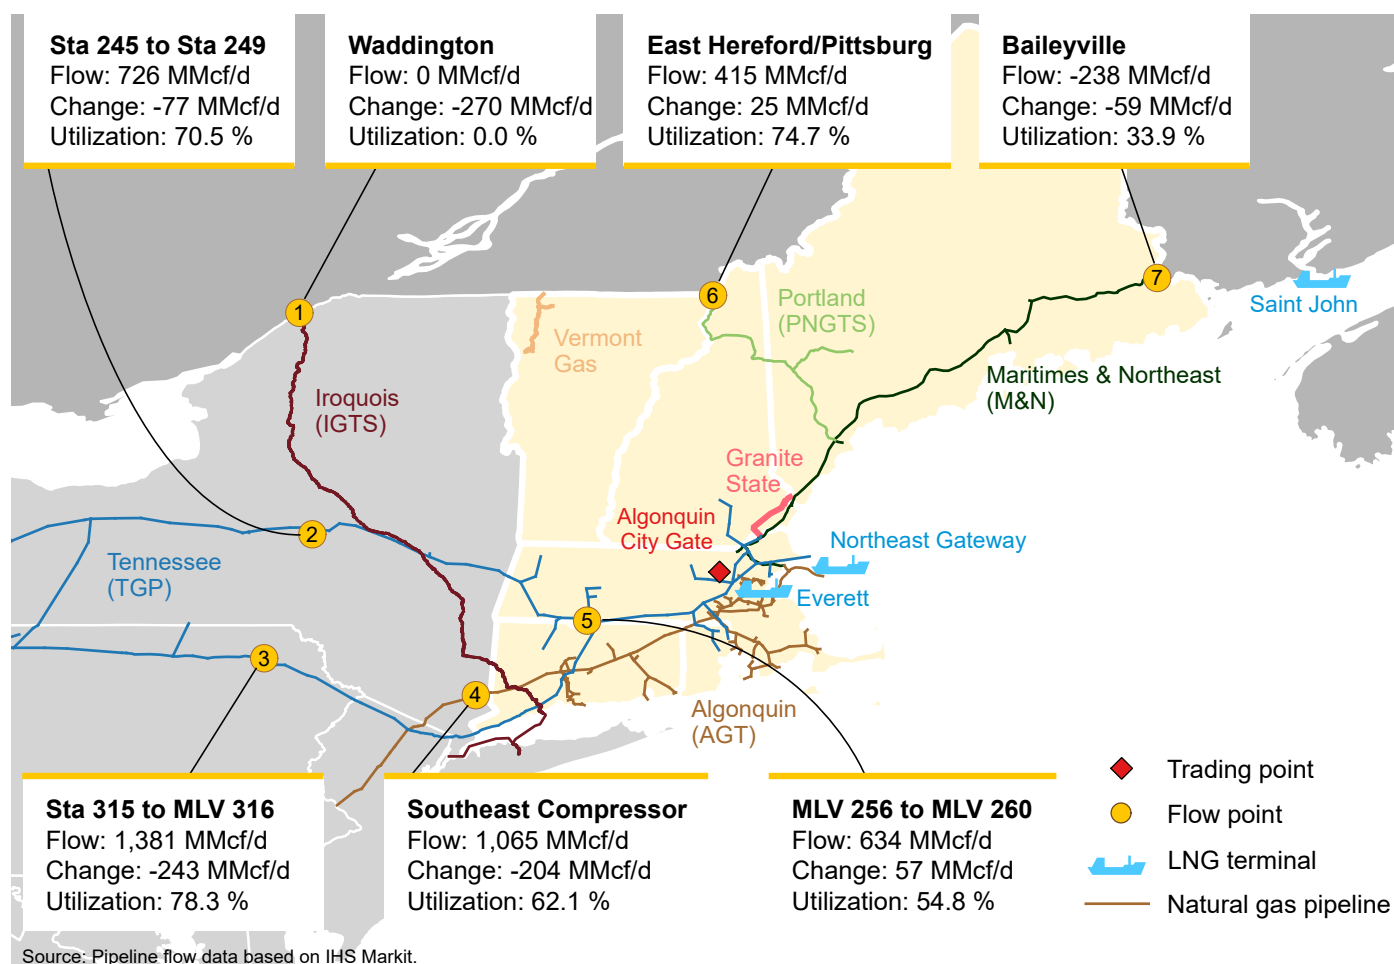 Sta 245 to Sta 249
Flow: 726 MMcf/d
Change: -77 MMcf/d
Utilization: 70.5 %
Waddington
Flow: 0 MMcf/d
Change: -270 MMcf/d
Utilization: 0.0 %
East Hereford/Pittsburg
Flow: 415 MMcf/d
Change: 25 MMcf/d
Utilization: 74.7 %
Baileyville
Flow: -238 MMcf/d
Change: -59 MMcf/d
Utilization: 33.9 %
7
6
1
Saint John
Portland
(PNGTS)
Vermont
Gas
Maritimes & Northeast
(M&N)
Iroquois
(IGTS)
Granite
State
Algonquin
City Gate
2
Northeast Gateway
Tennessee
(TGP)
Everett
5
3
4
Algonquin
(AGT)
Sta 315 to MLV 316
Flow: 1,381 MMcf/d
Change: -243 MMcf/d
Utilization: 78.3 %
Southeast Compressor
Flow: 1,065 MMcf/d
Change: -204 MMcf/d
Utilization: 62.1 %
MLV 256 to MLV 260
Flow: 634 MMcf/d
Change: 57 MMcf/d
Utilization: 54.8 %
Trading point
Flow point
LNG terminal
Natural gas pipeline
Source: Pipeline flow data based on IHS Markit.